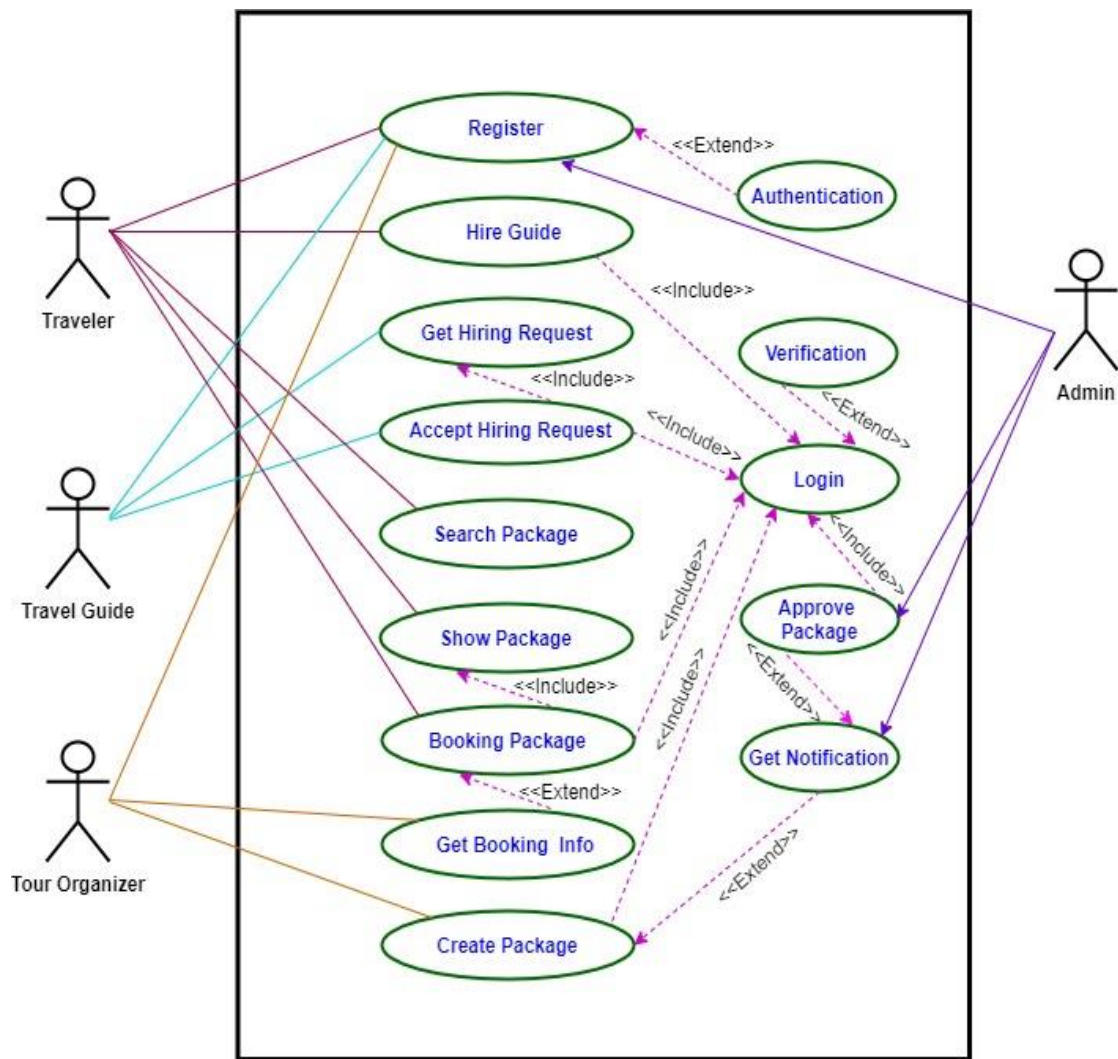 Register
<<Extend>>
Authentication
Traveler
Hire Guide
<<Include>>
Get Hiring Request
Verification
Admin
<<Include>>
<<Extend>>
Accept Hiring Request
<<Include>>
Login
Travel Guide
Search Package
<<Include>>
<<Include>>
Approve
Package
Show Package
<<Include>>
<<Include>>
<<Extend>>
Booking Package
Get Notification
<<Extend>>
Tour Organizer
Get Booking Info
<<Extend>>
Create Package